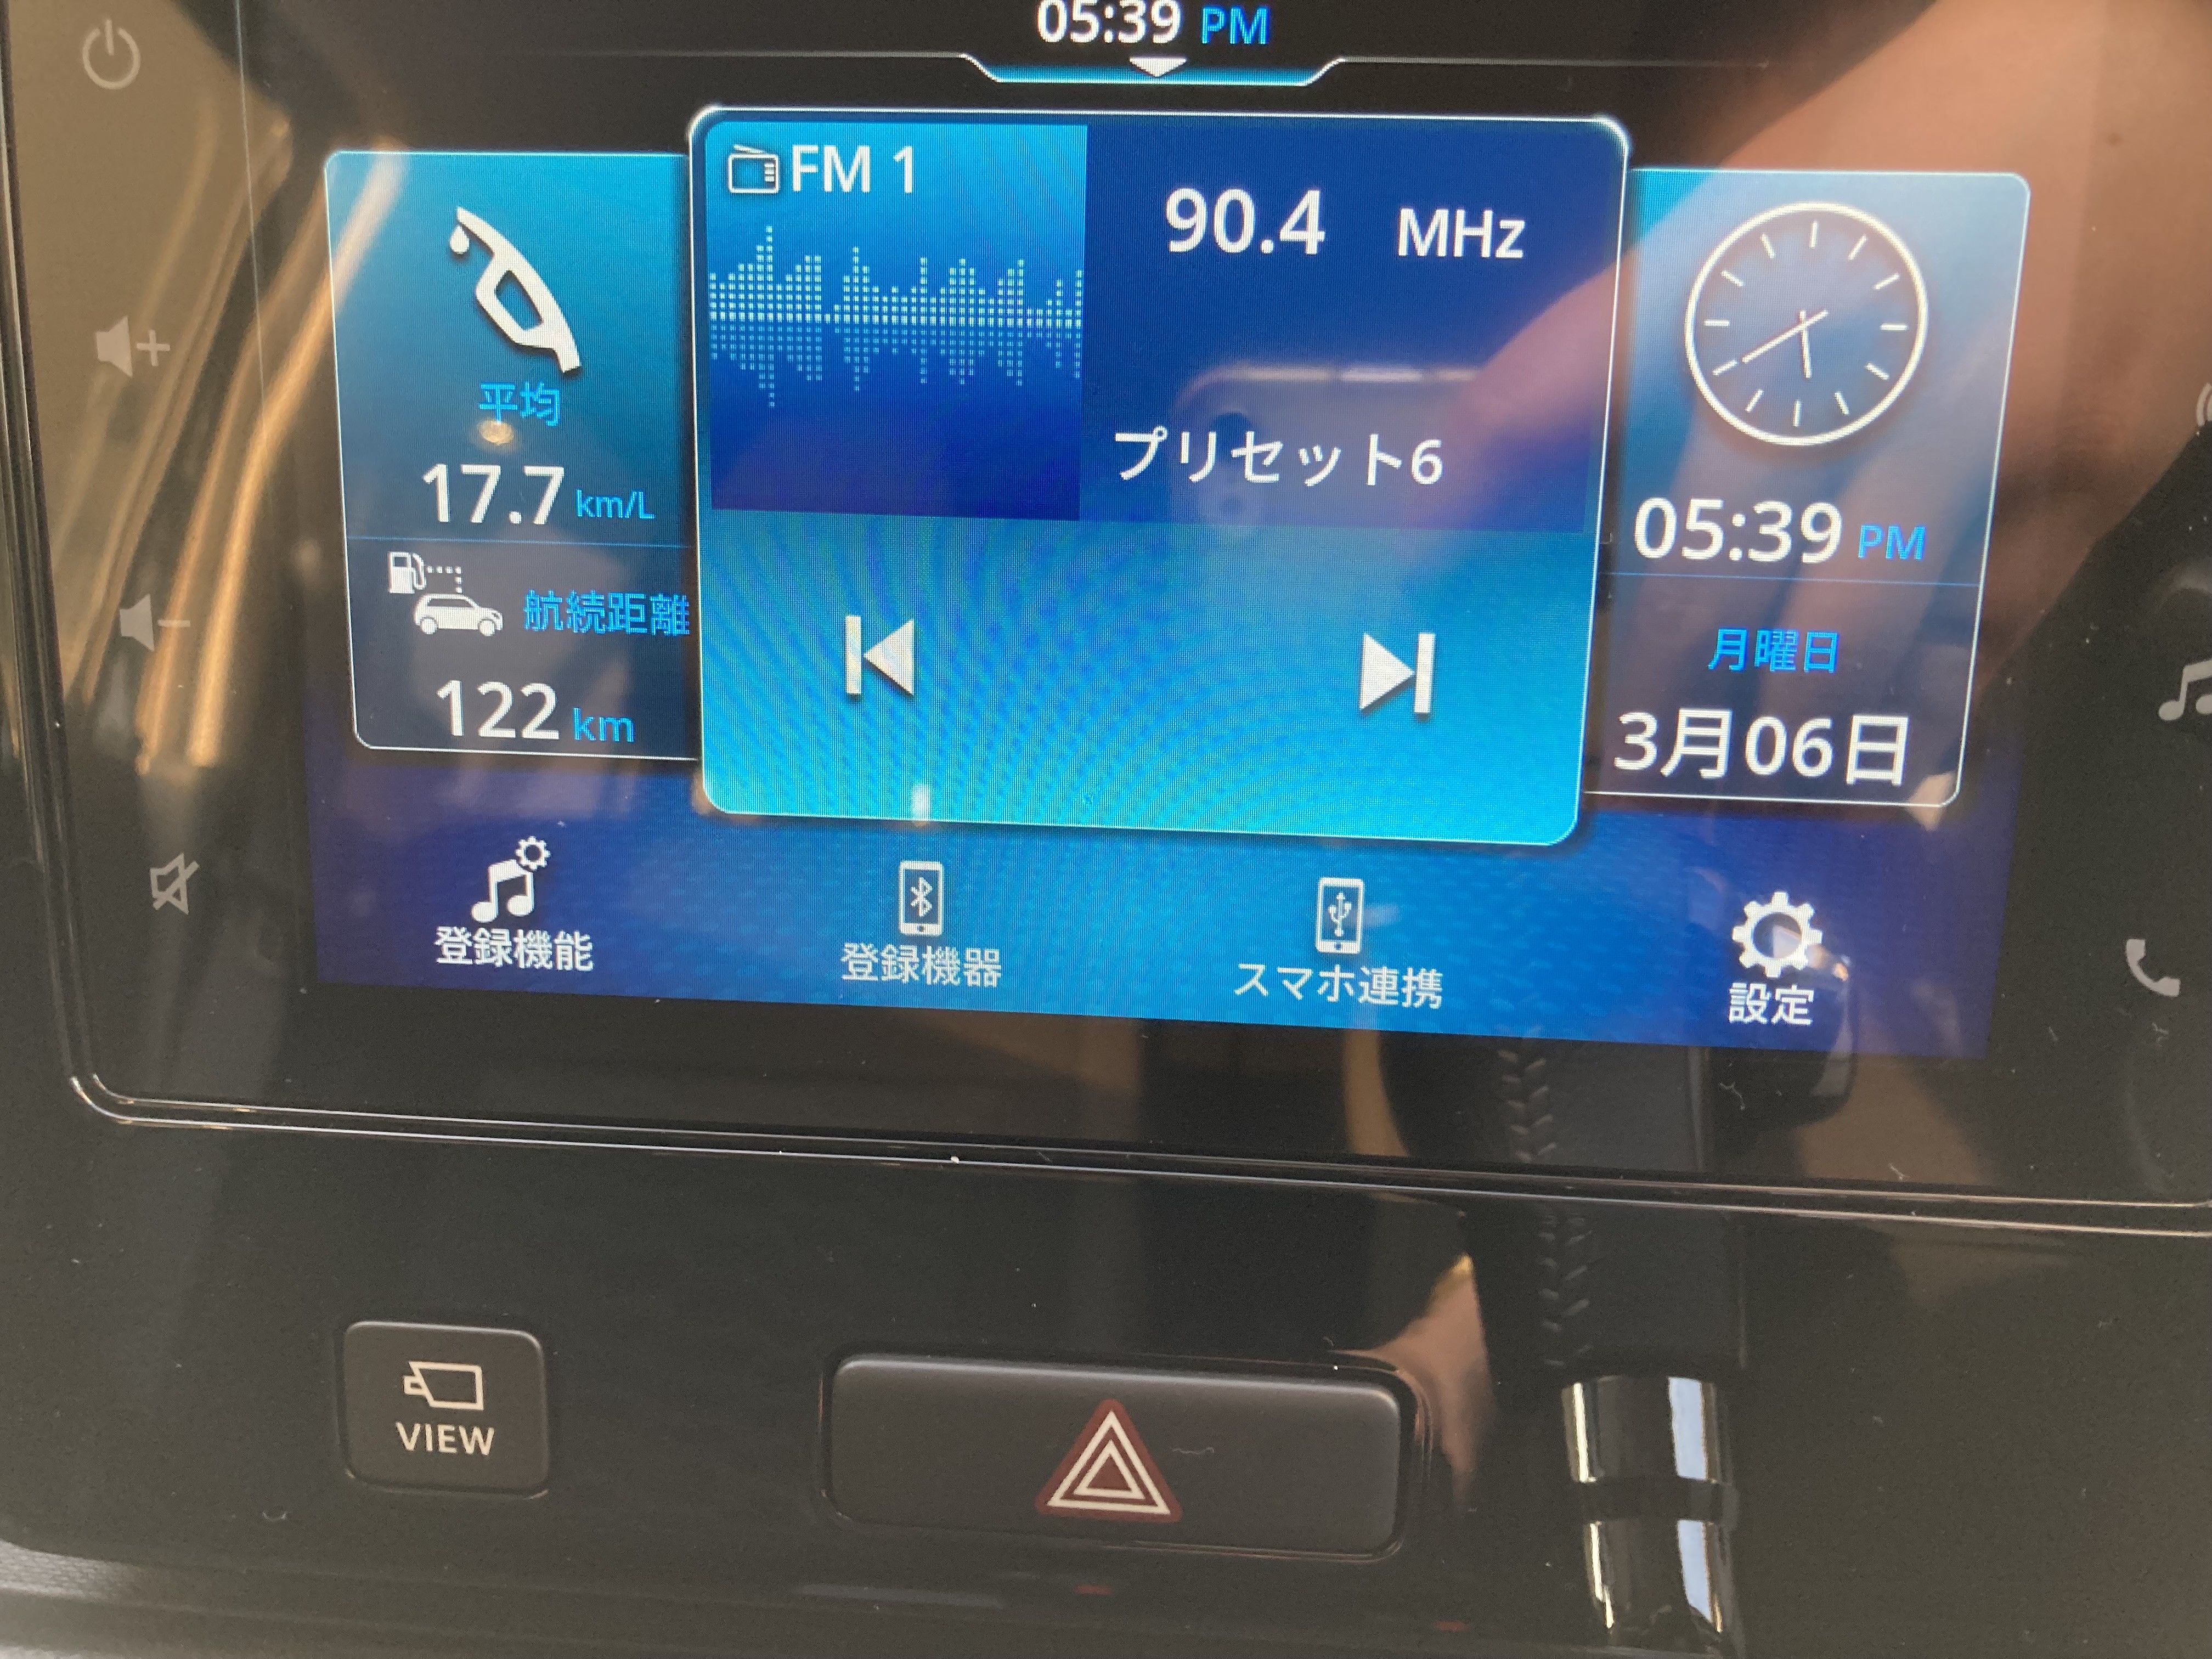 05:39 PM
FM 1
90.4 MHz
プリセット6
平均
17.7 km/L
航続距離
122 km
05:39 PM
月曜日
3月06日
登録機能
登録機器
スマホ連携
設定
VIEW